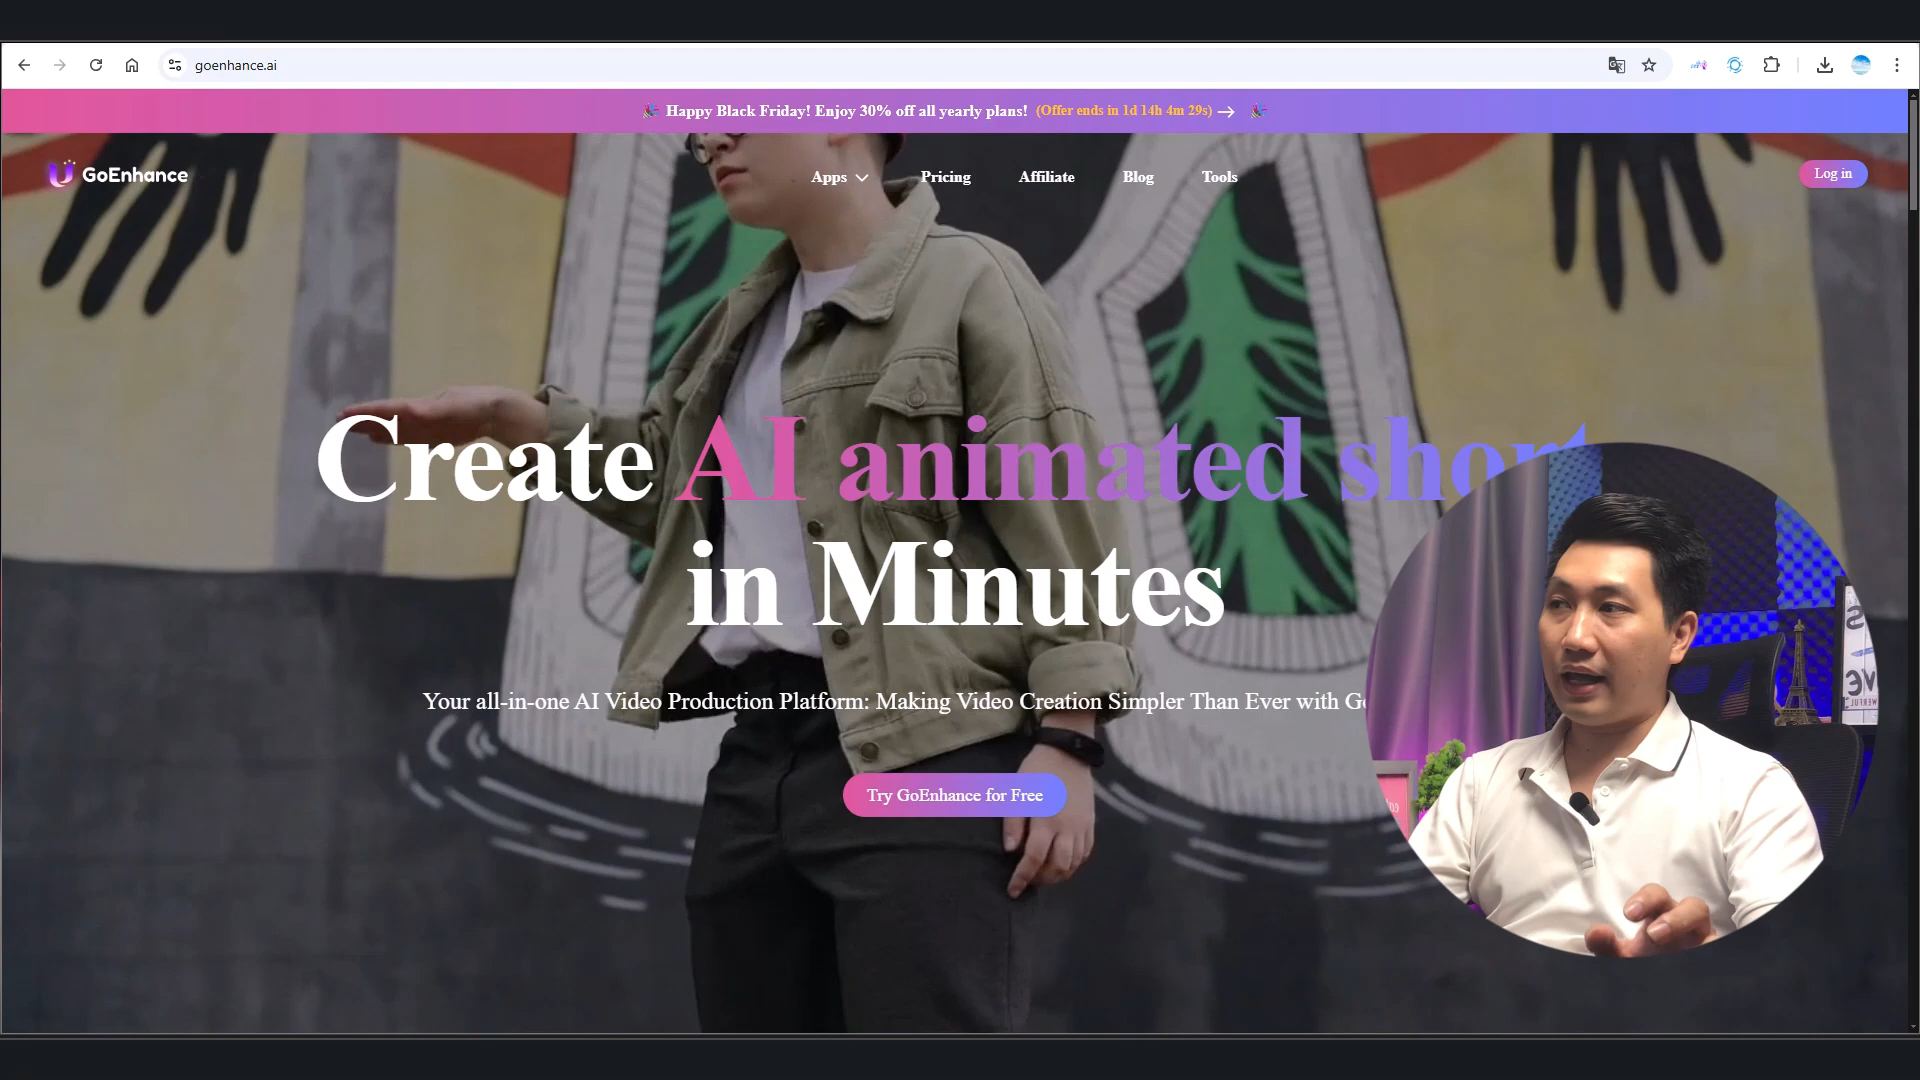 goenhance.ai
Happy Black Friday! Enjoy 30% off all yearly plans! (Offer ends in 1d 14h 4m 29s) →
GoEnhance
Apps
Pricing
Affiliate
Blog
Tools
Log in
Create AI animated short
in Minutes
Your all-in-one AI Video Production Platform: Making Video Creation Simpler Than Ever with
Try GoEnhance for Free